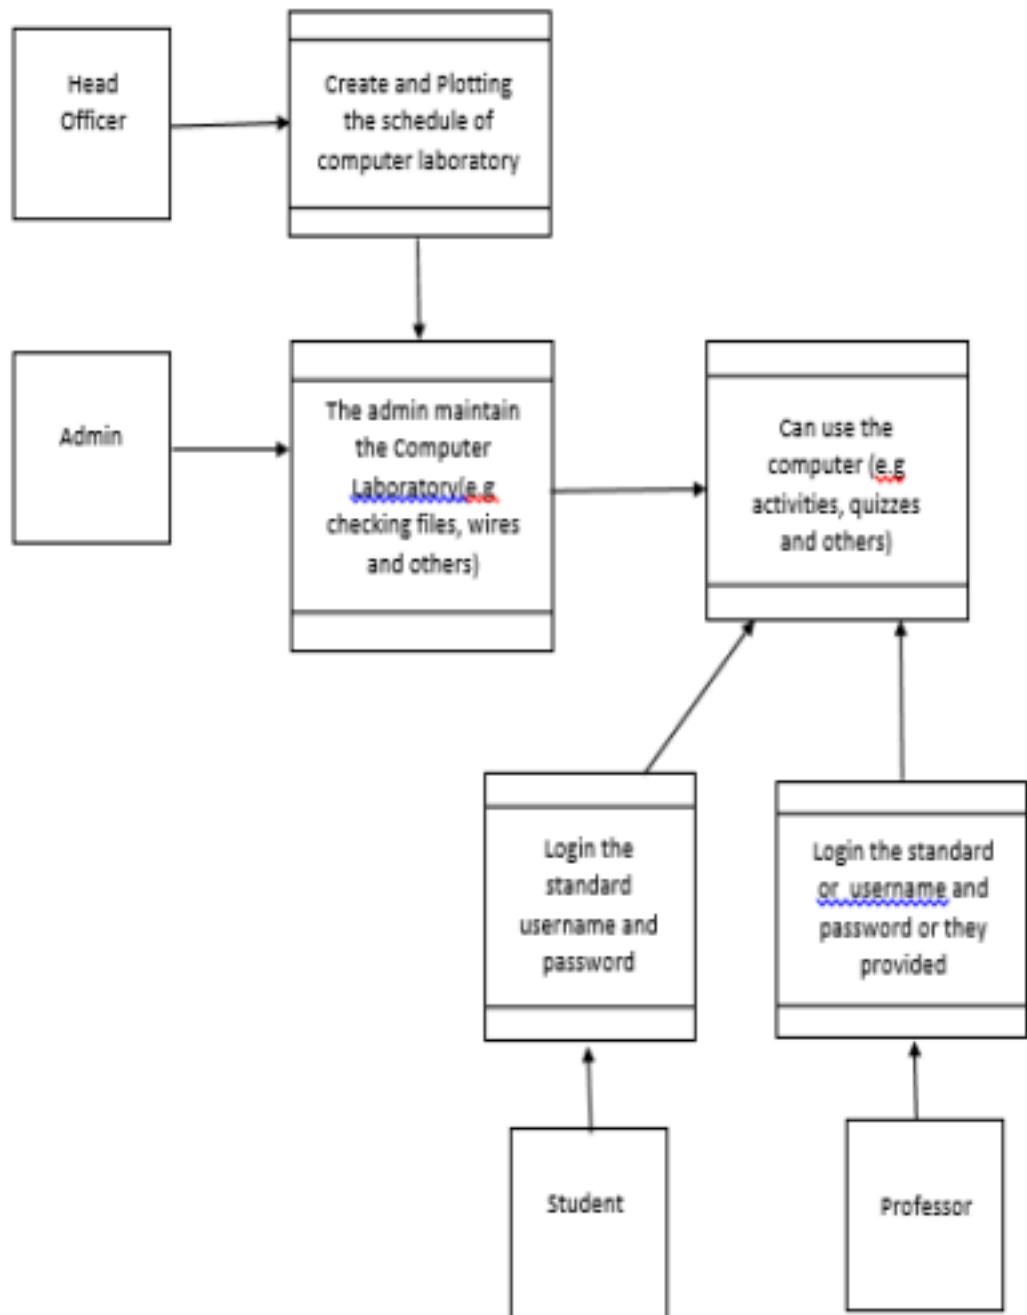 Head
Officer
Create and Plotting
the schedule of
computer laboratory
Admin
The admin maintain
the Computer
Laboratory(e.g
checking files, wires
and others)
Can use the
computer (e.g
activities, quizzes
and others)
Login the
standard
username and
password
Login the standard
or username and
password or they
provided
Student
Professor